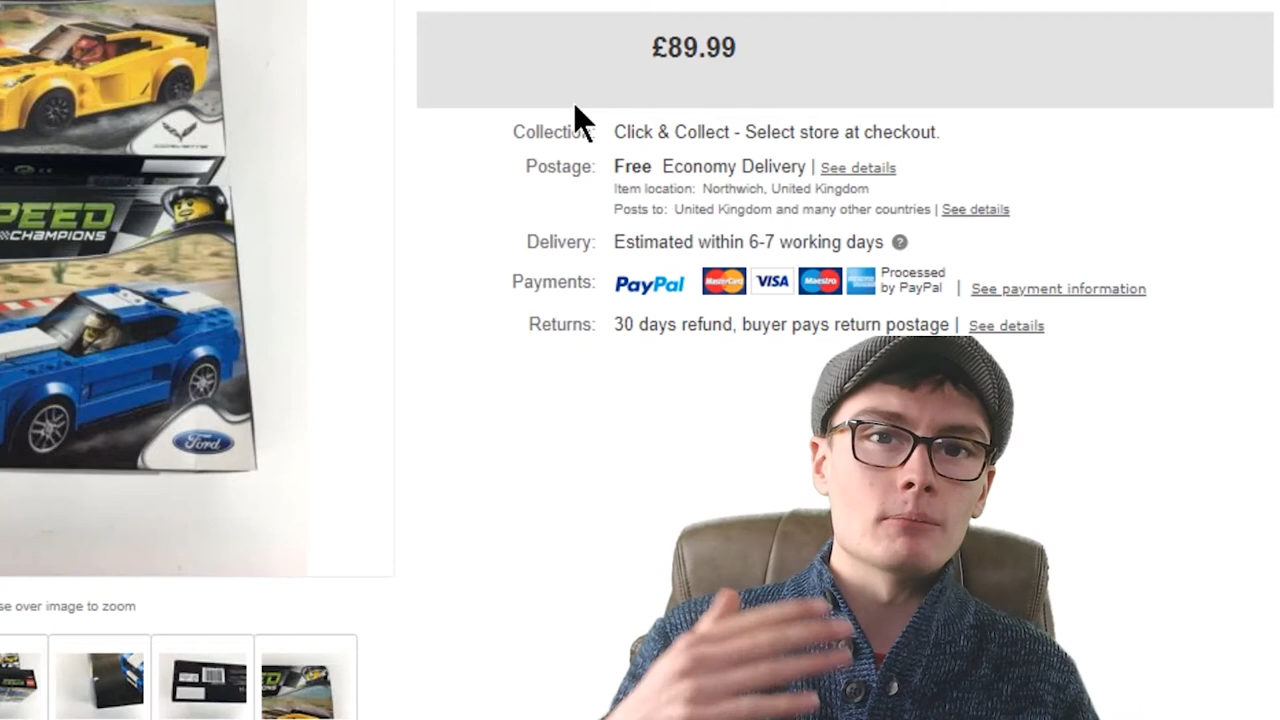 £89.99
CORVETTE
Collection: Click & Collect - Select store at checkout.
Postage: Free Economy Delivery | See details
Item location: Northwich, United Kingdom
Posts to: United Kingdom and many other countries | See details
PEED
CHAMPIONS
Delivery: Estimated within 6-7 working days ?
Payments: PayPal MasterCard VISA Maestro Processed
by PayPal | See payment information
Returns: 30 days refund, buyer pays return postage | See details
Ford
se over image to zoom